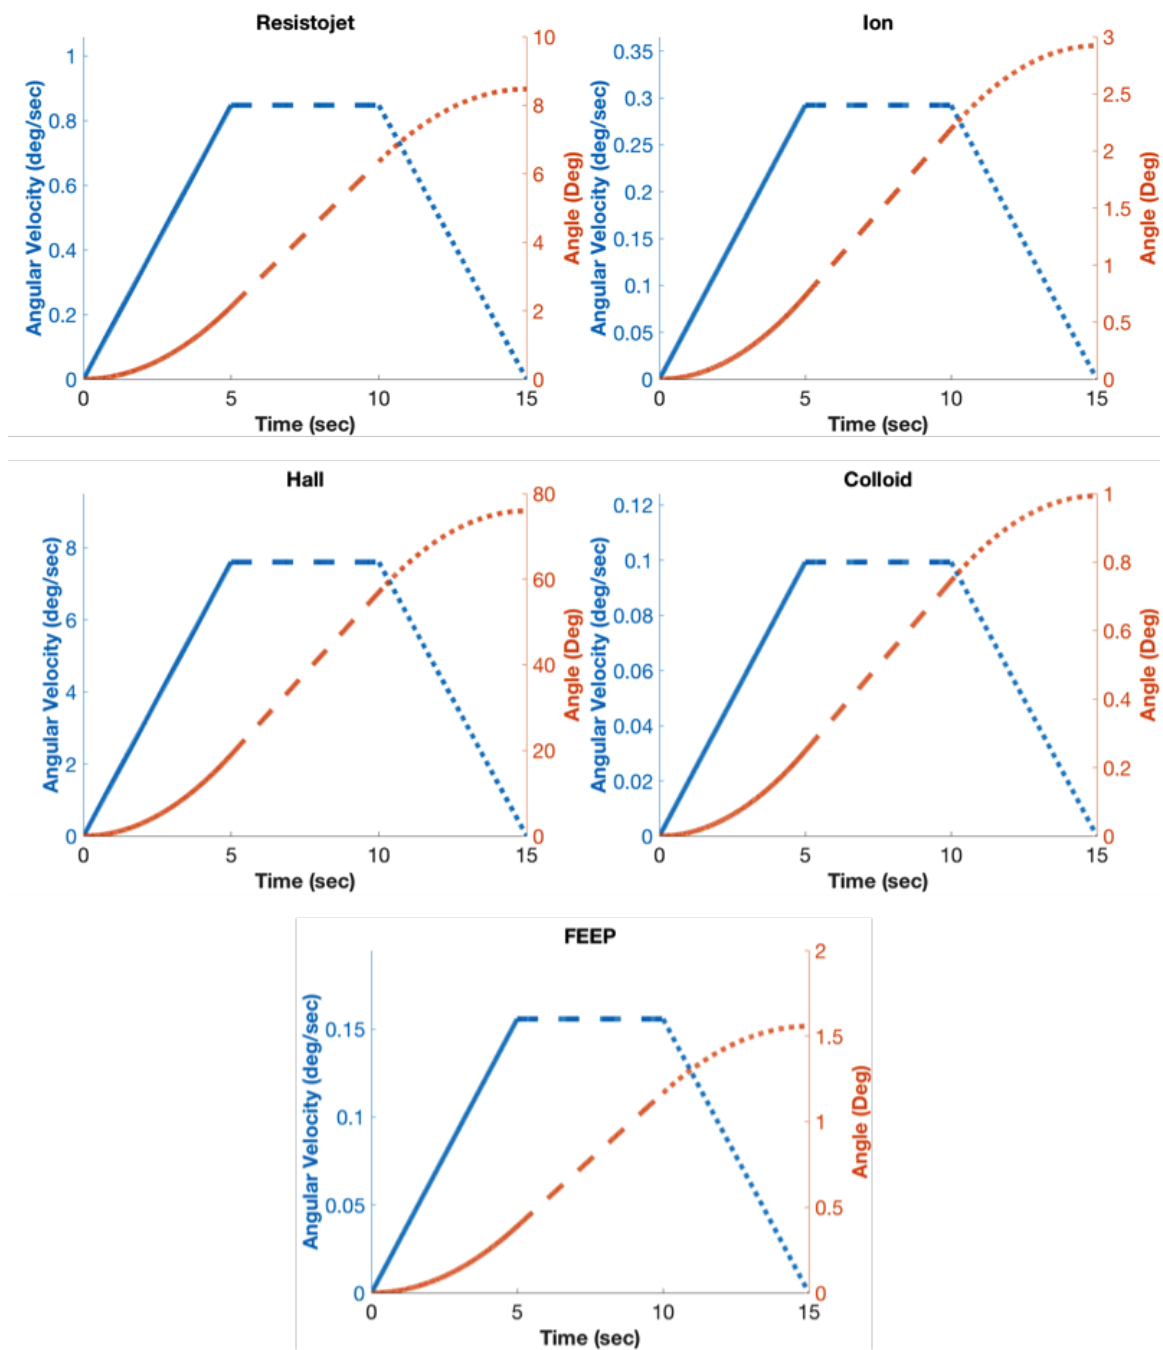 Resistojet
Angular Velocity (deg/sec)
1
0.8
0.6
0.4
0.2
0
0 5 10 15
Time (sec)
10
8
6
4
2
0
Angle (Deg)
Ion
Angular Velocity (deg/sec)
0.35
0.3
0.25
0.2
0.15
0.1
0.05
0
0 5 10 15
Time (sec)
3
2.5
2
1.5
1
0.5
0
Angle (Deg)
Hall
Angular Velocity (deg/sec)
8
6
4
2
0
0 5 10 15
Time (sec)
80
60
40
20
0
Angle (Deg)
Colloid
Angular Velocity (deg/sec)
0.12
0.1
0.08
0.06
0.04
0.02
0
0 5 10 15
Time (sec)
1
0.8
0.6
0.4
0.2
0
Angle (Deg)
FEEP
Angular Velocity (deg/sec)
0.15
0.1
0.05
0
0 5 10 15
Time (sec)
2
1.5
1
0.5
0
Angle (Deg)